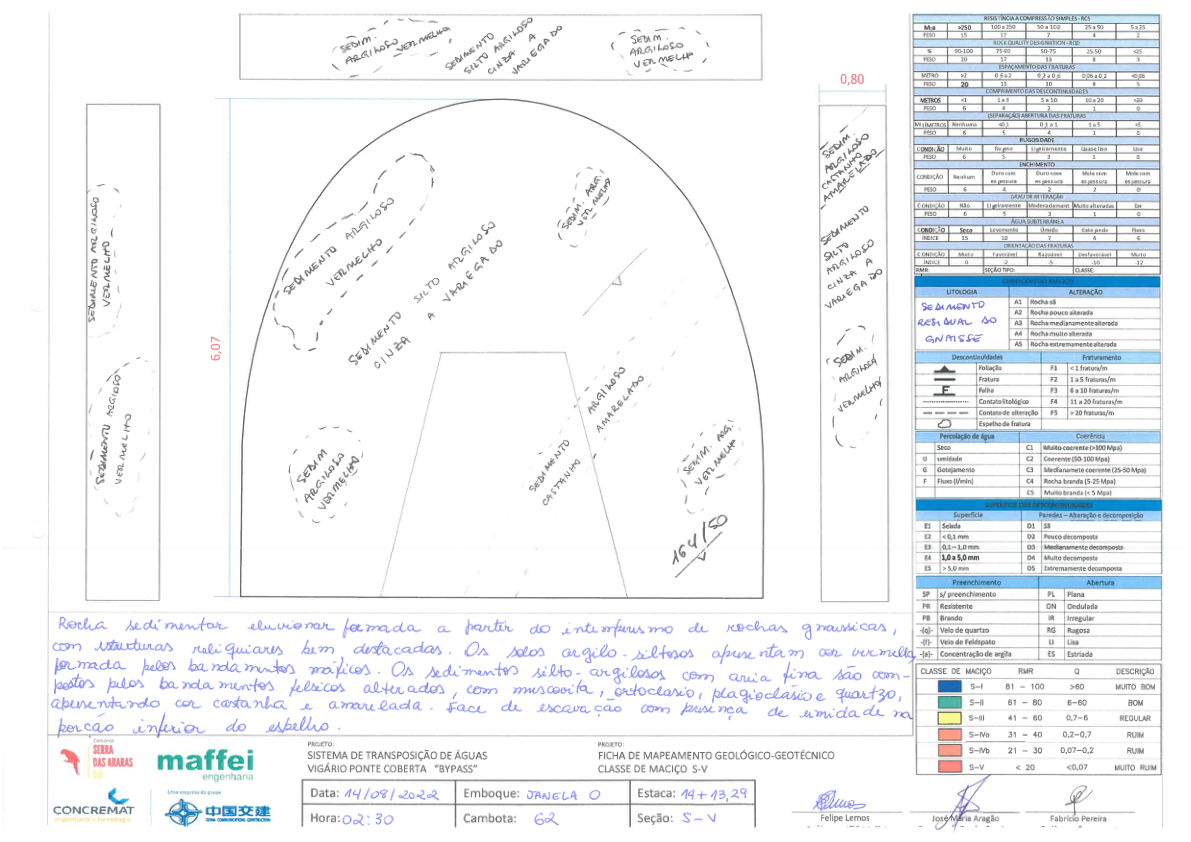 SEDIM.
ARGILOSO VERMELHO
SEDIMENTO
SILTO ARGILOSO
CINZA A
VARIEGADO
SEDIM.
ARGILOSO
VERMELHO
0,80
6,07
SEDIMENTO ARGILOSO
VERMELHO
SEDIMENTO ARGILOSO
VERMELHO
SEDIMENTO ARGILOSO
VERMELHO
SEDIMENTO SILTO ARGILOSO
CINZA A VARIEGADO
SEDIM. ARG.
VERMELHO
SEDIM
ARGILOSO
VERMELHO
SEDIMENTO ARGILOSO
CASTANHO AMARELADO
SEDIM. ARG.
VERMELHO
164/50
SEDIM.
ARGILOSO
CASTANHO
AMARELADO
SEDIMENTO
SILTO
ARGILOSO
CINZA A
VARIEGADO
SEDIM.
ARGILOSO
VERMELHO
RESISTÊNCIA A COMPRESSÃO SIMPLES - RCS
Mpa >250 100 a 250 50 a 100 25 a 50 5 a 25
PESO 15 12 7 4 2
ROCK QUALITY DESIGNATION - RQD
% 90-100 75-90 50-75 25-50 <25
PESO 20 17 13 8 3
ESPAÇAMENTO DAS FRATURAS
METRO >2 0,6 a 2 0,2 a 0,6 0,06 a 0,2 <0,06
PESO 20 15 10 8 5
COMPRIMENTO DAS DESCONTINUIDADES
METROS <1 1 a 3 3 a 10 10 a 20 >20
PESO 6 4 2 1 0
(SEPARAÇÃO) ABERTURA DAS FRATURAS
MILÍMETROS Nenhuma <0,1 0,1 a 1 1 a 5 >5
PESO 6 5 4 1 0
RUGOSIDADE
CONDIÇÃO Muito Rugoso Ligeiramente Quase liso Liso
PESO 6 5 3 1 0
ENCHIMENTO
CONDIÇÃO Nenhum Duro com espessura Duro com espessura Mole com espessura Mole com espessura
PESO 6 4 2 2 0
GRAU DE ALTERAÇÃO
CONDIÇÃO Não Ligeiramente Moderadament Muito alteradas Em
PESO 6 5 3 1 0
ÁGUA SUBTERRÂNEA
CONDIÇÃO Seco Levemente Úmido Gotejando Fluxo
ÍNDICE 15 10 7 4 0
ORIENTAÇÃO DAS FRATURAS
CONDIÇÃO Muito Favorável Razoável Desfavorável Muito
ÍNDICE 0 -2 -5 -10 -12
RMR: SEÇÃO TIPO: CLASSE:
LITOLOGIA ALTERAÇÃO
SEDIMENTO
RESIDUAL DO
GNAISSE
A1 Rocha sã
A2 Rocha pouco alterada
A3 Rocha medianamente alterada
A4 Rocha muito alterada
A5 Rocha extremamente alterada
Descontinuidades Fraturamento
Foliação F1 < 1 fratura/m
Fratura F2 1 a 5 fraturas/m
F Falha F3 6 a 10 fraturas/m
Contato litológico F4 11 a 20 fraturas/m
Contato de alteração F5 > 20 fraturas/m
Espelho de fratura
Percolação de água Coerência
Seco C1 Muito coerente (>100 Mpa)
U umidade C2 Coerente (50-100 Mpa)
G Gotejamento C3 Medianamete coerente (25-50 Mpa)
F Fluxo (l/min) C4 Rocha branda (5-25 Mpa)
C5 Muito branda (< 5 Mpa)
SUPERFÍCIE DAS DESCONTINUIDADES
Superfície Paredes – Alteração e decomposição
E1 Selada D1 Sã
E2 < 0,1 mm D2 Pouco decomposta
E3 0,1 – 1,0 mm D3 Medianamente decomposta
E4 1,0 a 5,0 mm D4 Muito decomposta
E5 > 5,0 mm D5 Extremamente decomposta
Preenchimento Abertura
SP s/ preenchimento PL Plana
PR Resistente ON Ondulada
PB Brando IR Irregular
-(q)- Veio de quartzo RG Rugosa
-(f)- Veio de Feldspato LI Lisa
-(a)- Concentração de argila ES Estriada
CLASSE DE MACIÇO RMR Q DESCRIÇÃO
S–I 81 – 100 >60 MUITO BOM
S–II 61 – 80 6–60 BOM
S–III 41 – 60 0,7–6 REGULAR
S–IVa 31 – 40 0,2–0,7 RUIM
S–IVb 21 – 30 0,07–0,2 RUIM
S–V < 20 <0,07 MUITO RUIM
Rocha sedimentar eluvionar formada a partir do intemperismo de rochas gnaissicas,
com estruturas reliquiares bem destacadas. Os solos argilo-siltosos apresentam cor vermelha
formada pelos bandamentos máficos. Os sedimentos silto-argilosos com areia fina são com-
postos pelos bandamentos felsicos alterados, com muscovita, ortoclasio, plagioclásio e quartzo,
apresentando cor castanha e amarelada. Face de escavação com presença de umidade na
porção inferior do espelho.
SERRA
DAS ARARAS
maffei
engenharia
CONCREMAT
engenharia e tecnologia
Uma empresa do grupo
中国交建
CHINA COMMUNICATIONS CONSTRUCTION
PROJETO:
SISTEMA DE TRANSPOSIÇÃO DE ÁGUAS
VIGÁRIO PONTE COBERTA "BYPASS"
PROJETO:
FICHA DE MAPEAMENTO GEOLÓGICO-GEOTÉCNICO
CLASSE DE MACIÇO S-V
Data: 14/08/2022 Emboque: JANELA O Estaca: 14+13,29
Hora: 02:30 Cambota: 62 Seção: S-V
Felipe Lemos
José Maria Aragão
Fabrício Pereira